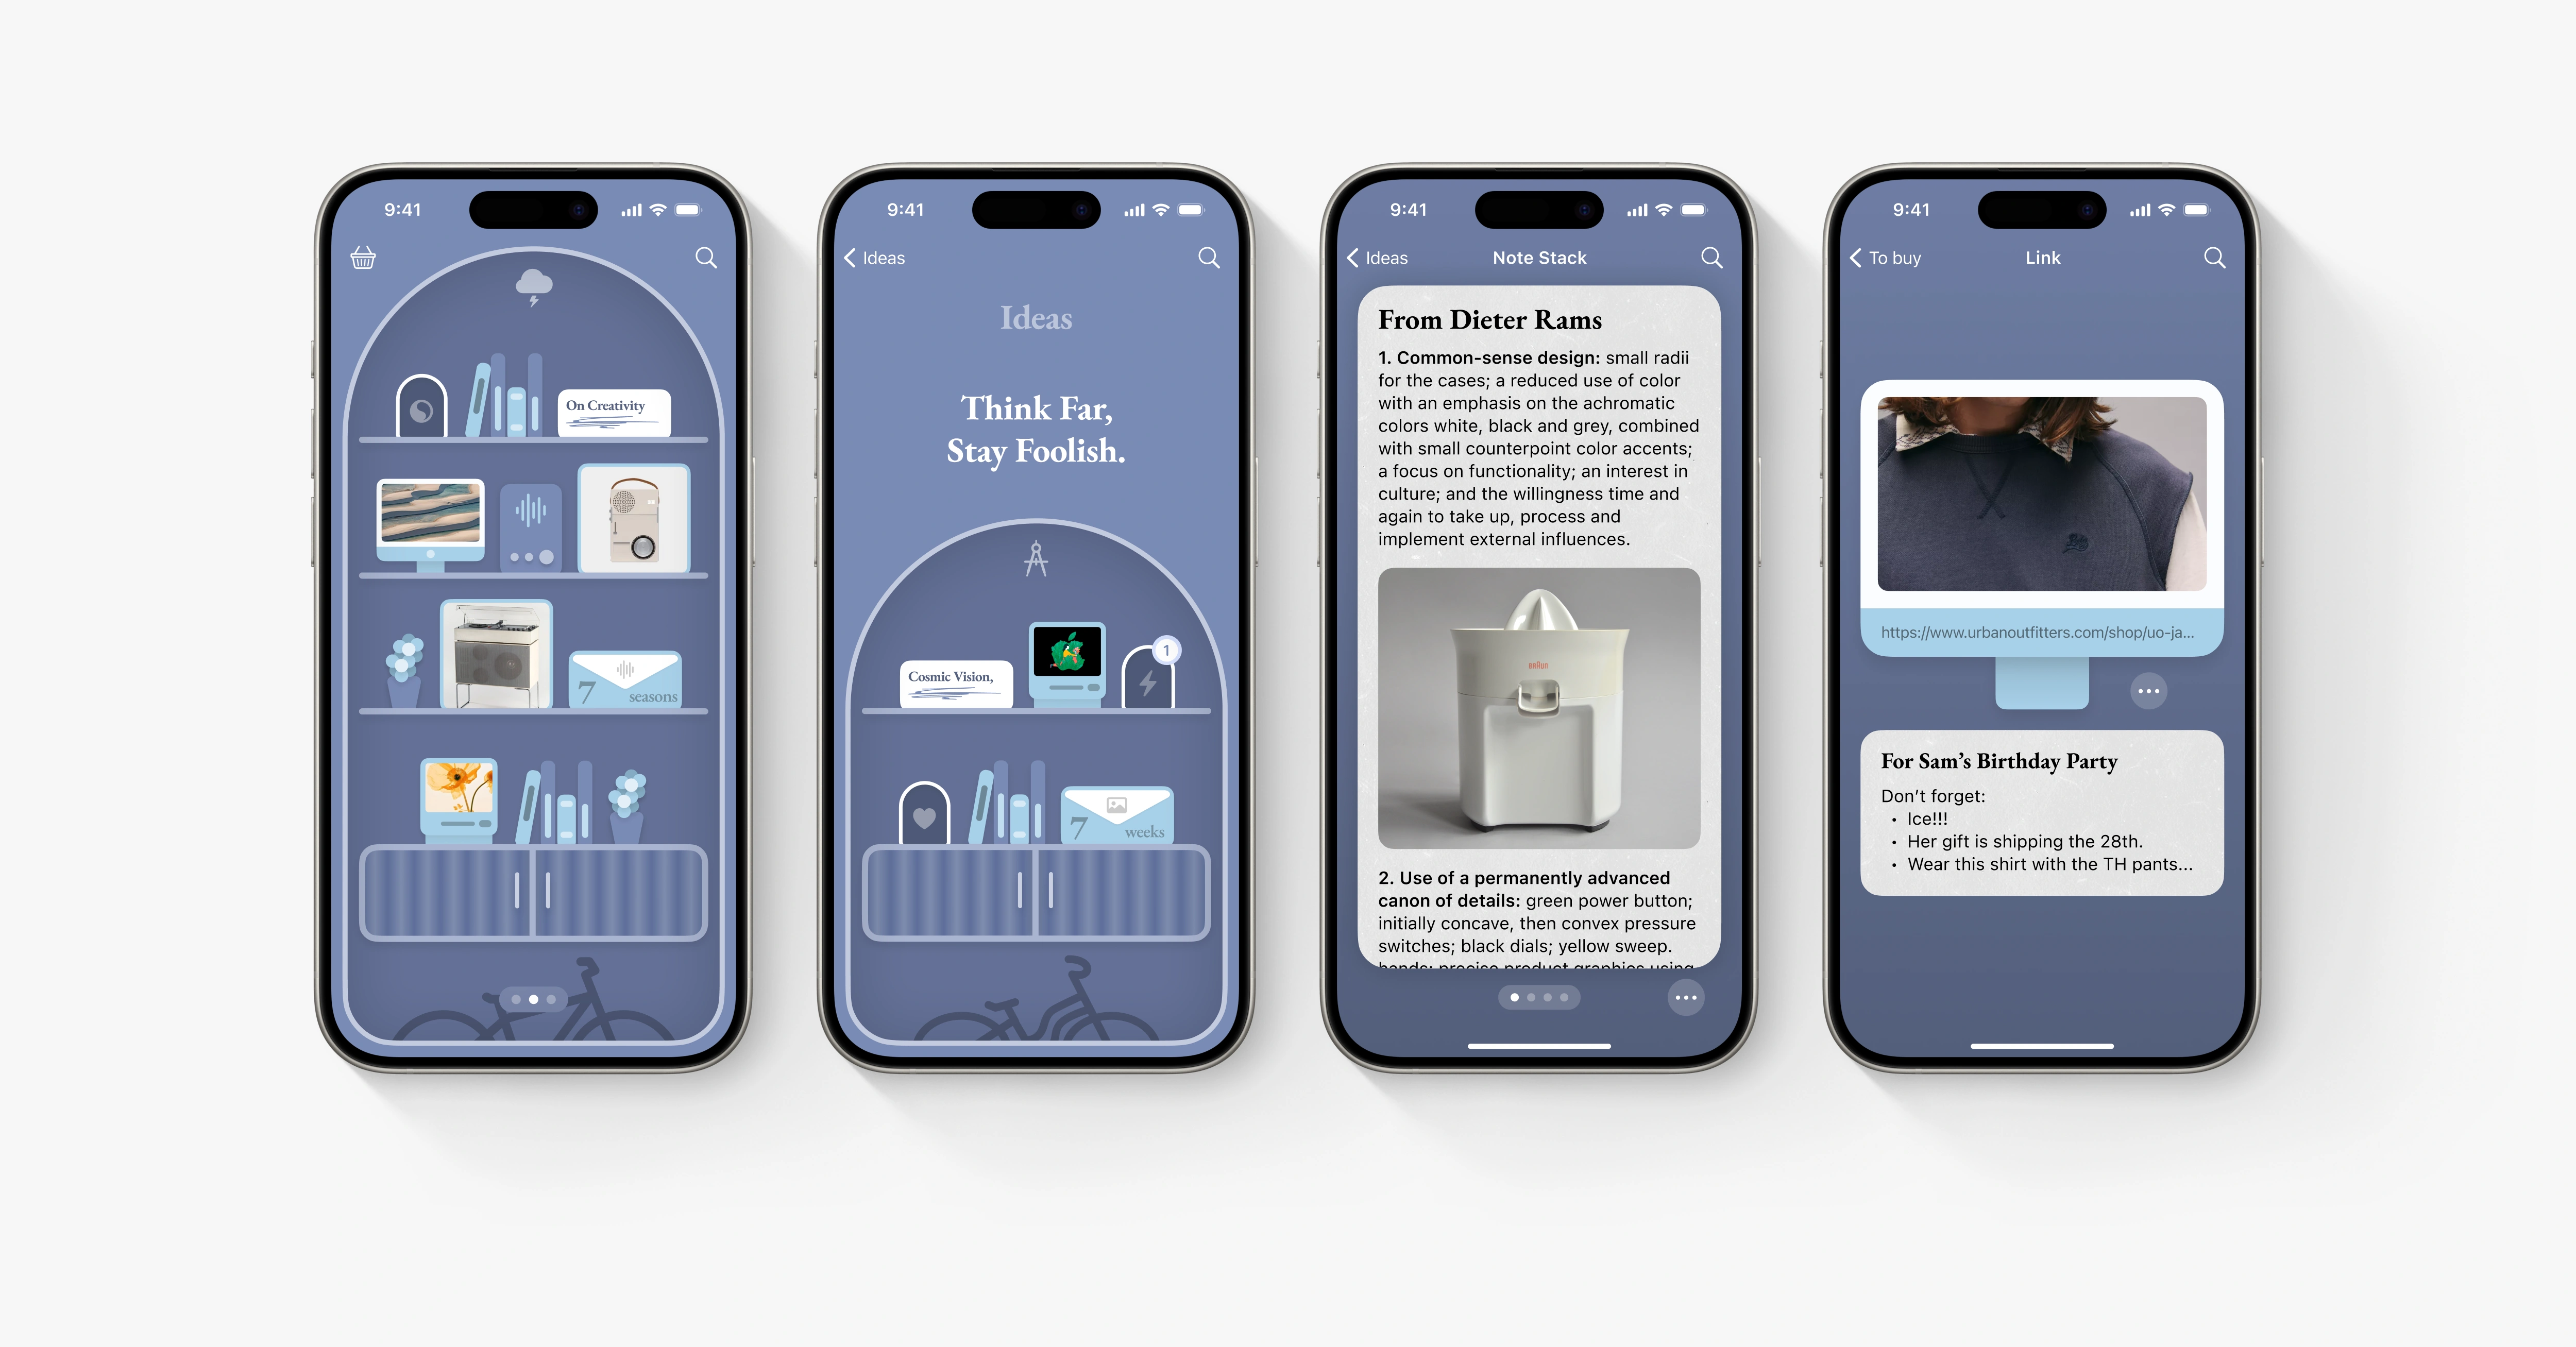 9:41
On Creativity
7
seasons
7
9:41
Ideas
Ideas
Think Far,
Stay Foolish.
1
Cosmic Vision,
7
weeks
9:41
Ideas
Note Stack
From Dieter Rams
1. Common-sense design: small radii
for the cases; a reduced use of color
with an emphasis on the achromatic
colors white, black and grey, combined
with small counterpoint color accents;
a focus on functionality; an interest in
culture; and the willingness time and
again to take up, process and
implement external influences.
BRAUN
2. Use of a permanently advanced
canon of details: green power button;
initially concave, then convex pressure
switches; black dials; yellow sweep.
hands; precise product graphics using
9:41
To buy
Link
https://www.urbanoutfitters.com/shop/uo-ja...
For Sam’s Birthday Party
Don’t forget:
• Ice!!!
• Her gift is shipping the 28th.
• Wear this shirt with the TH pants...